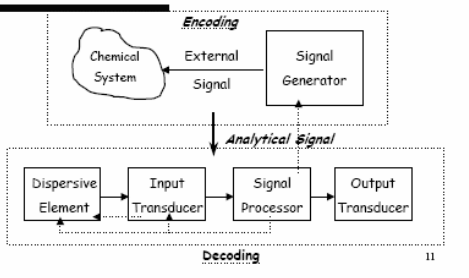 Encoding
Chemical
System
External
Signal
Signal
Generator
Analytical Signal
Dispersive
Element
Input
Transducer
Signal
Processor
Output
Transducer
Decoding
11